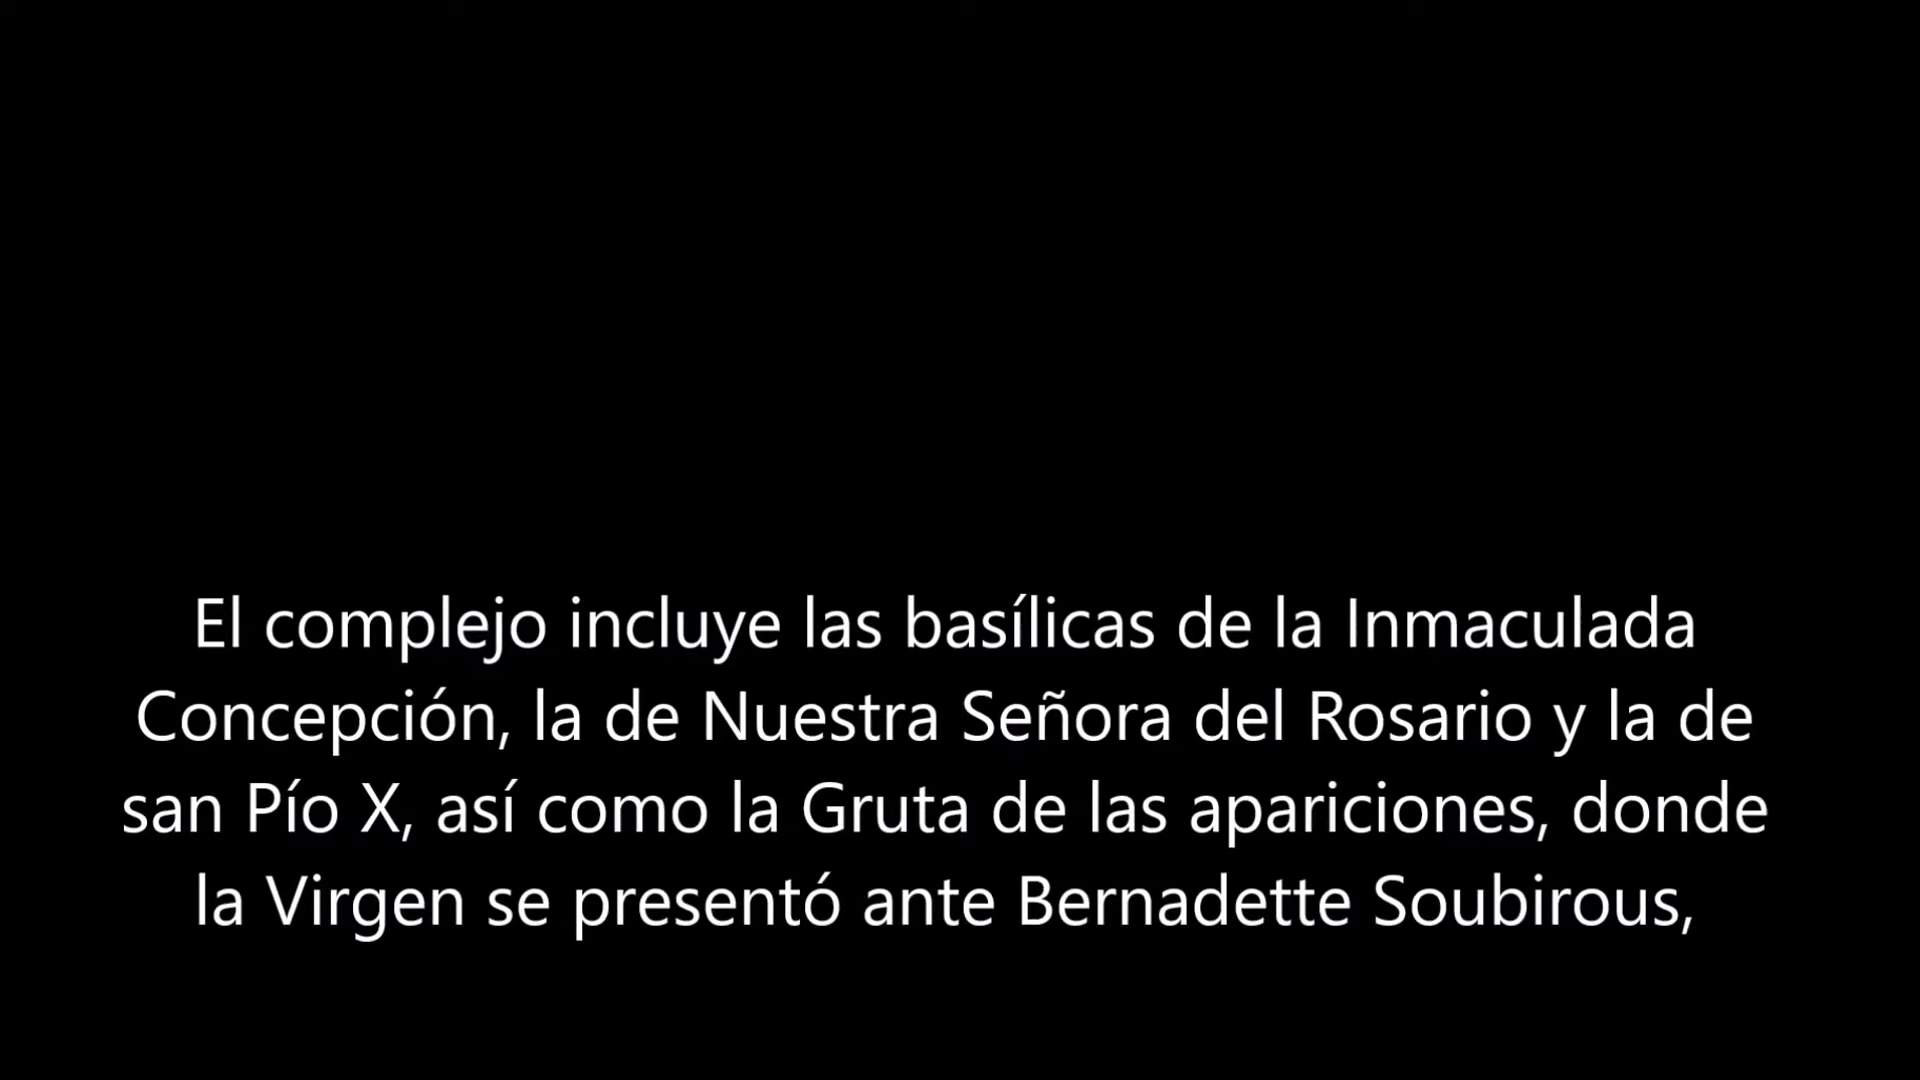 El complejo incluye las basílicas de la Inmaculada
Concepción, la de Nuestra Señora del Rosario y la de
san Pío X, así como la Gruta de las apariciones, donde
la Virgen se presentó ante Bernadette Soubirous,